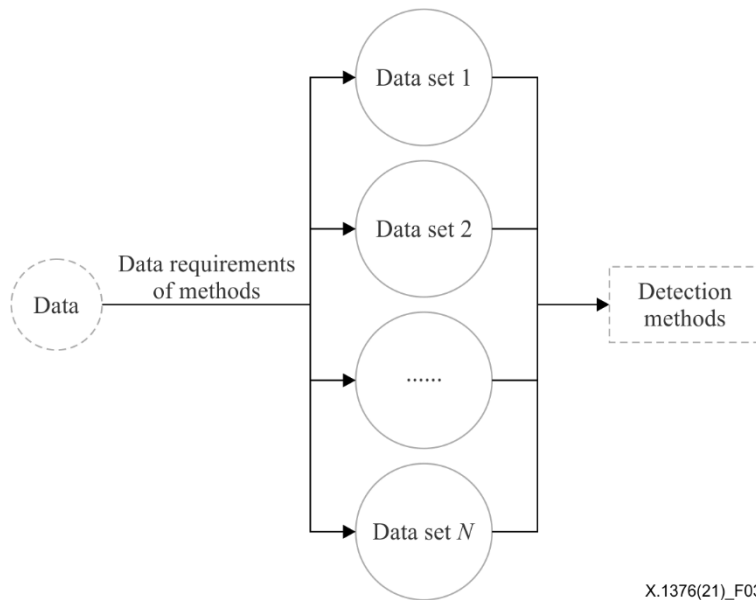 Data set 1
Data set 2
Data requirements
of methods
Data
Detection
methods
......
Data set N
X.1376(21)_F03